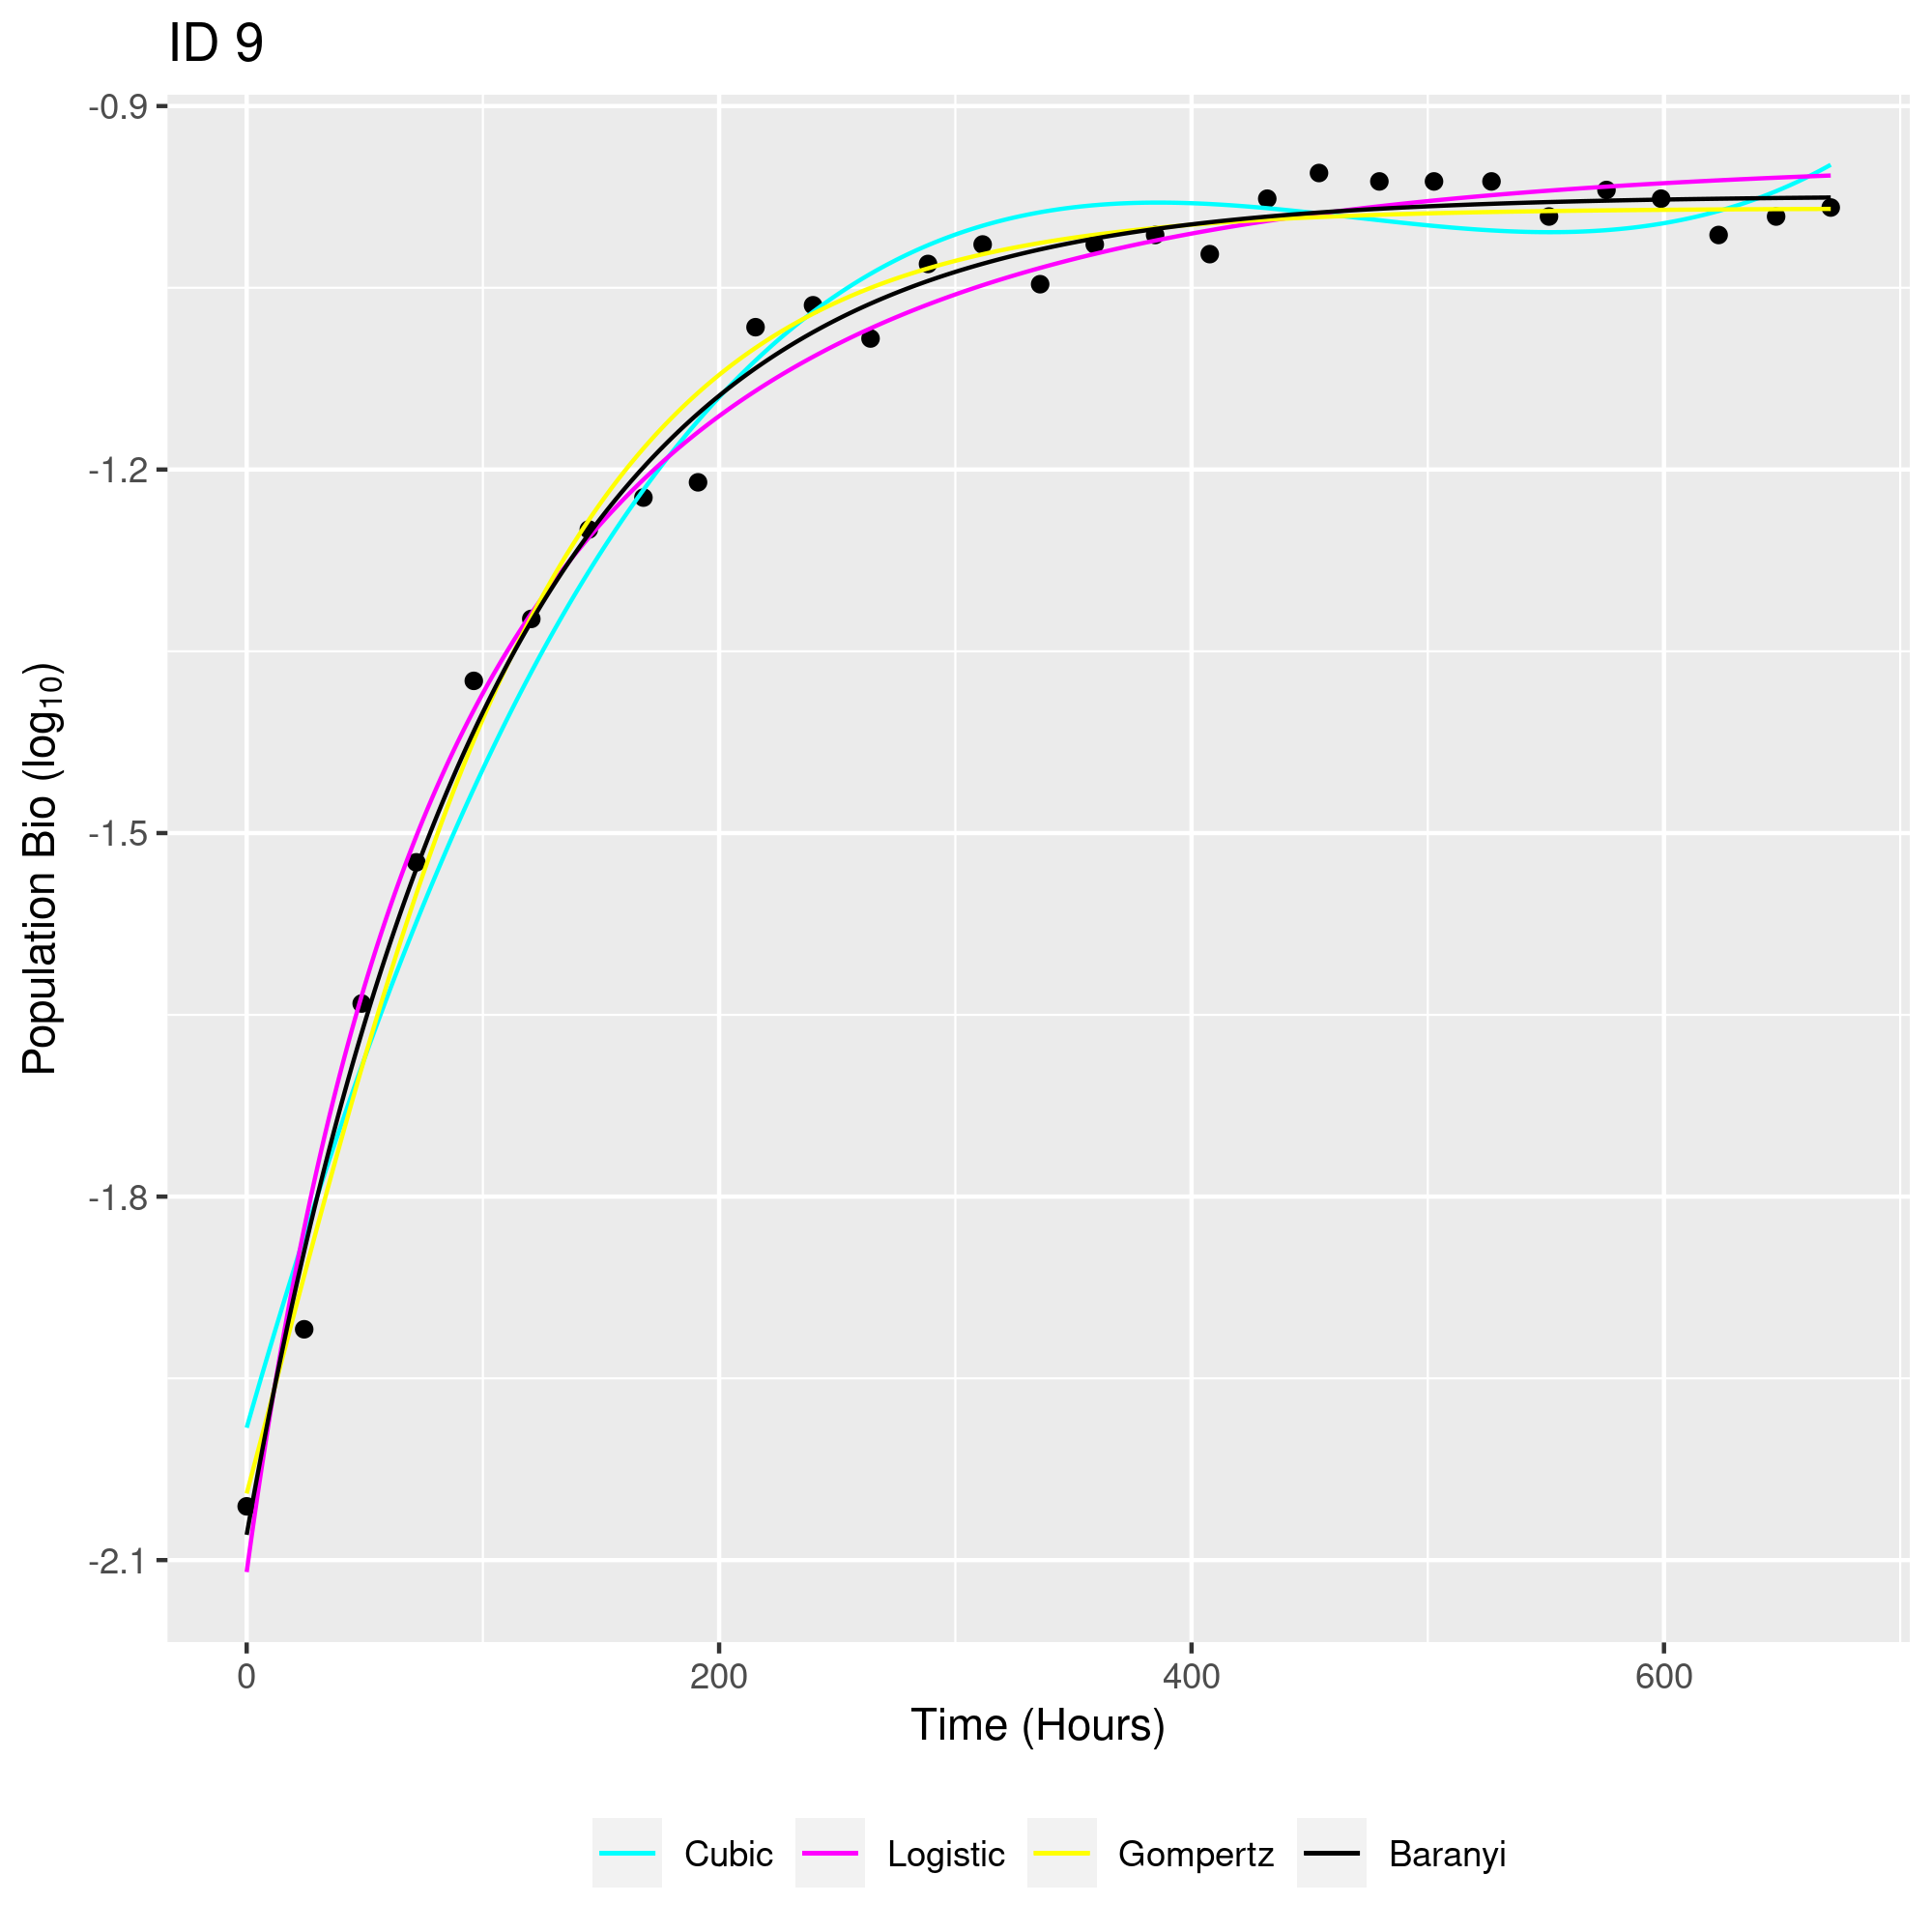 ID 9
-0.9
-1.2
-1.5
-1.8
-2.1
Population Bio (log₁₀)
0 200 400 600
Time (Hours)
Cubic Logistic Gompertz Baranyi